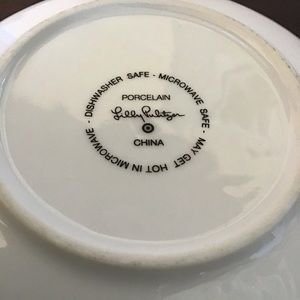 DISHWASHER SAFE - MICROWAVE SAFE - MAY GET HOT IN MICROWAVE -
PORCELAIN
Lilly Pulitzer
CHINA